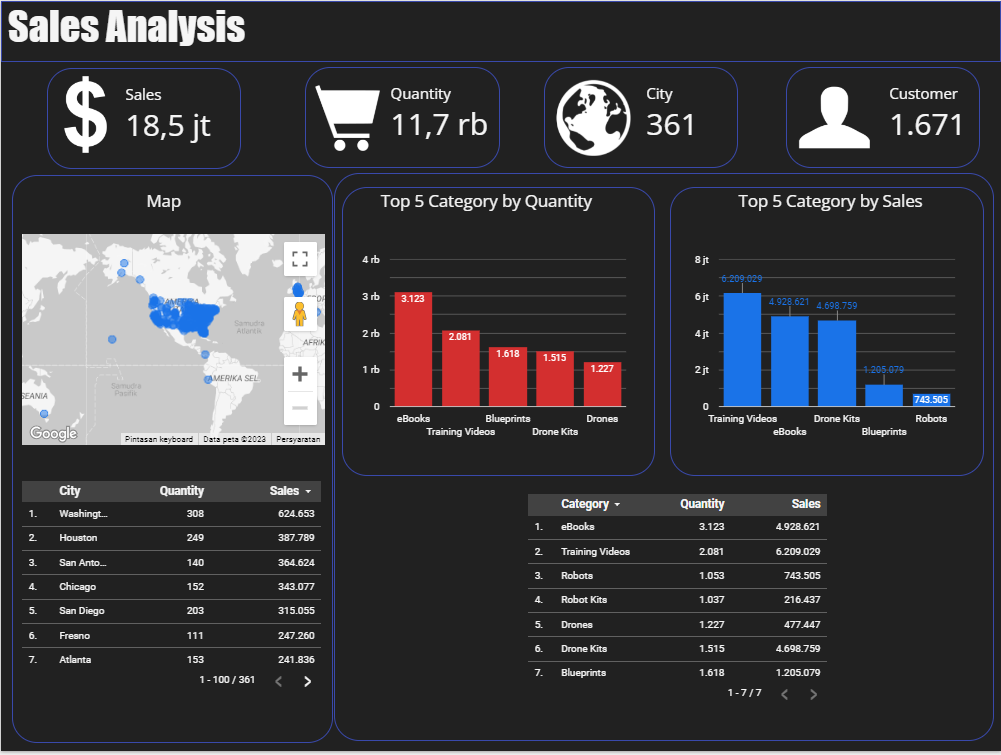 Sales Analysis
Sales
18,5 jt
Quantity
11,7 rb
City
361
Customer
1.671
Map
AMERIKA
Samudra
Atlantik
AFRIK
AMERIKA SEL.
Samudra
Pasifik
SEANIA
Google
Pintasan keyboard Data peta ©2023 Persyaratan
City Quantity Sales
1. Washingt... 308 624.653
2. Houston 249 387.789
3. San Anto... 140 364.624
4. Chicago 152 343.077
5. San Diego 203 315.055
6. Fresno 111 247.260
7. Atlanta 153 241.836
1 - 100 / 361
Top 5 Category by Quantity
4 rb
3 rb
2 rb
1 rb
0
3.123
2.081
1.618
1.515
1.227
eBooks Blueprints Drones
Training Videos Drone Kits
Top 5 Category by Sales
8 jt
6 jt
4 jt
2 jt
0
6.209.029
4.928.621
4.698.759
1.205.079
743.505
Training Videos Drone Kits Robots
eBooks Blueprints
Category Quantity Sales
1. eBooks 3.123 4.928.621
2. Training Videos 2.081 6.209.029
3. Robots 1.053 743.505
4. Robot Kits 1.037 216.437
5. Drones 1.227 477.447
6. Drone Kits 1.515 4.698.759
7. Blueprints 1.618 1.205.079
1 - 7 / 7